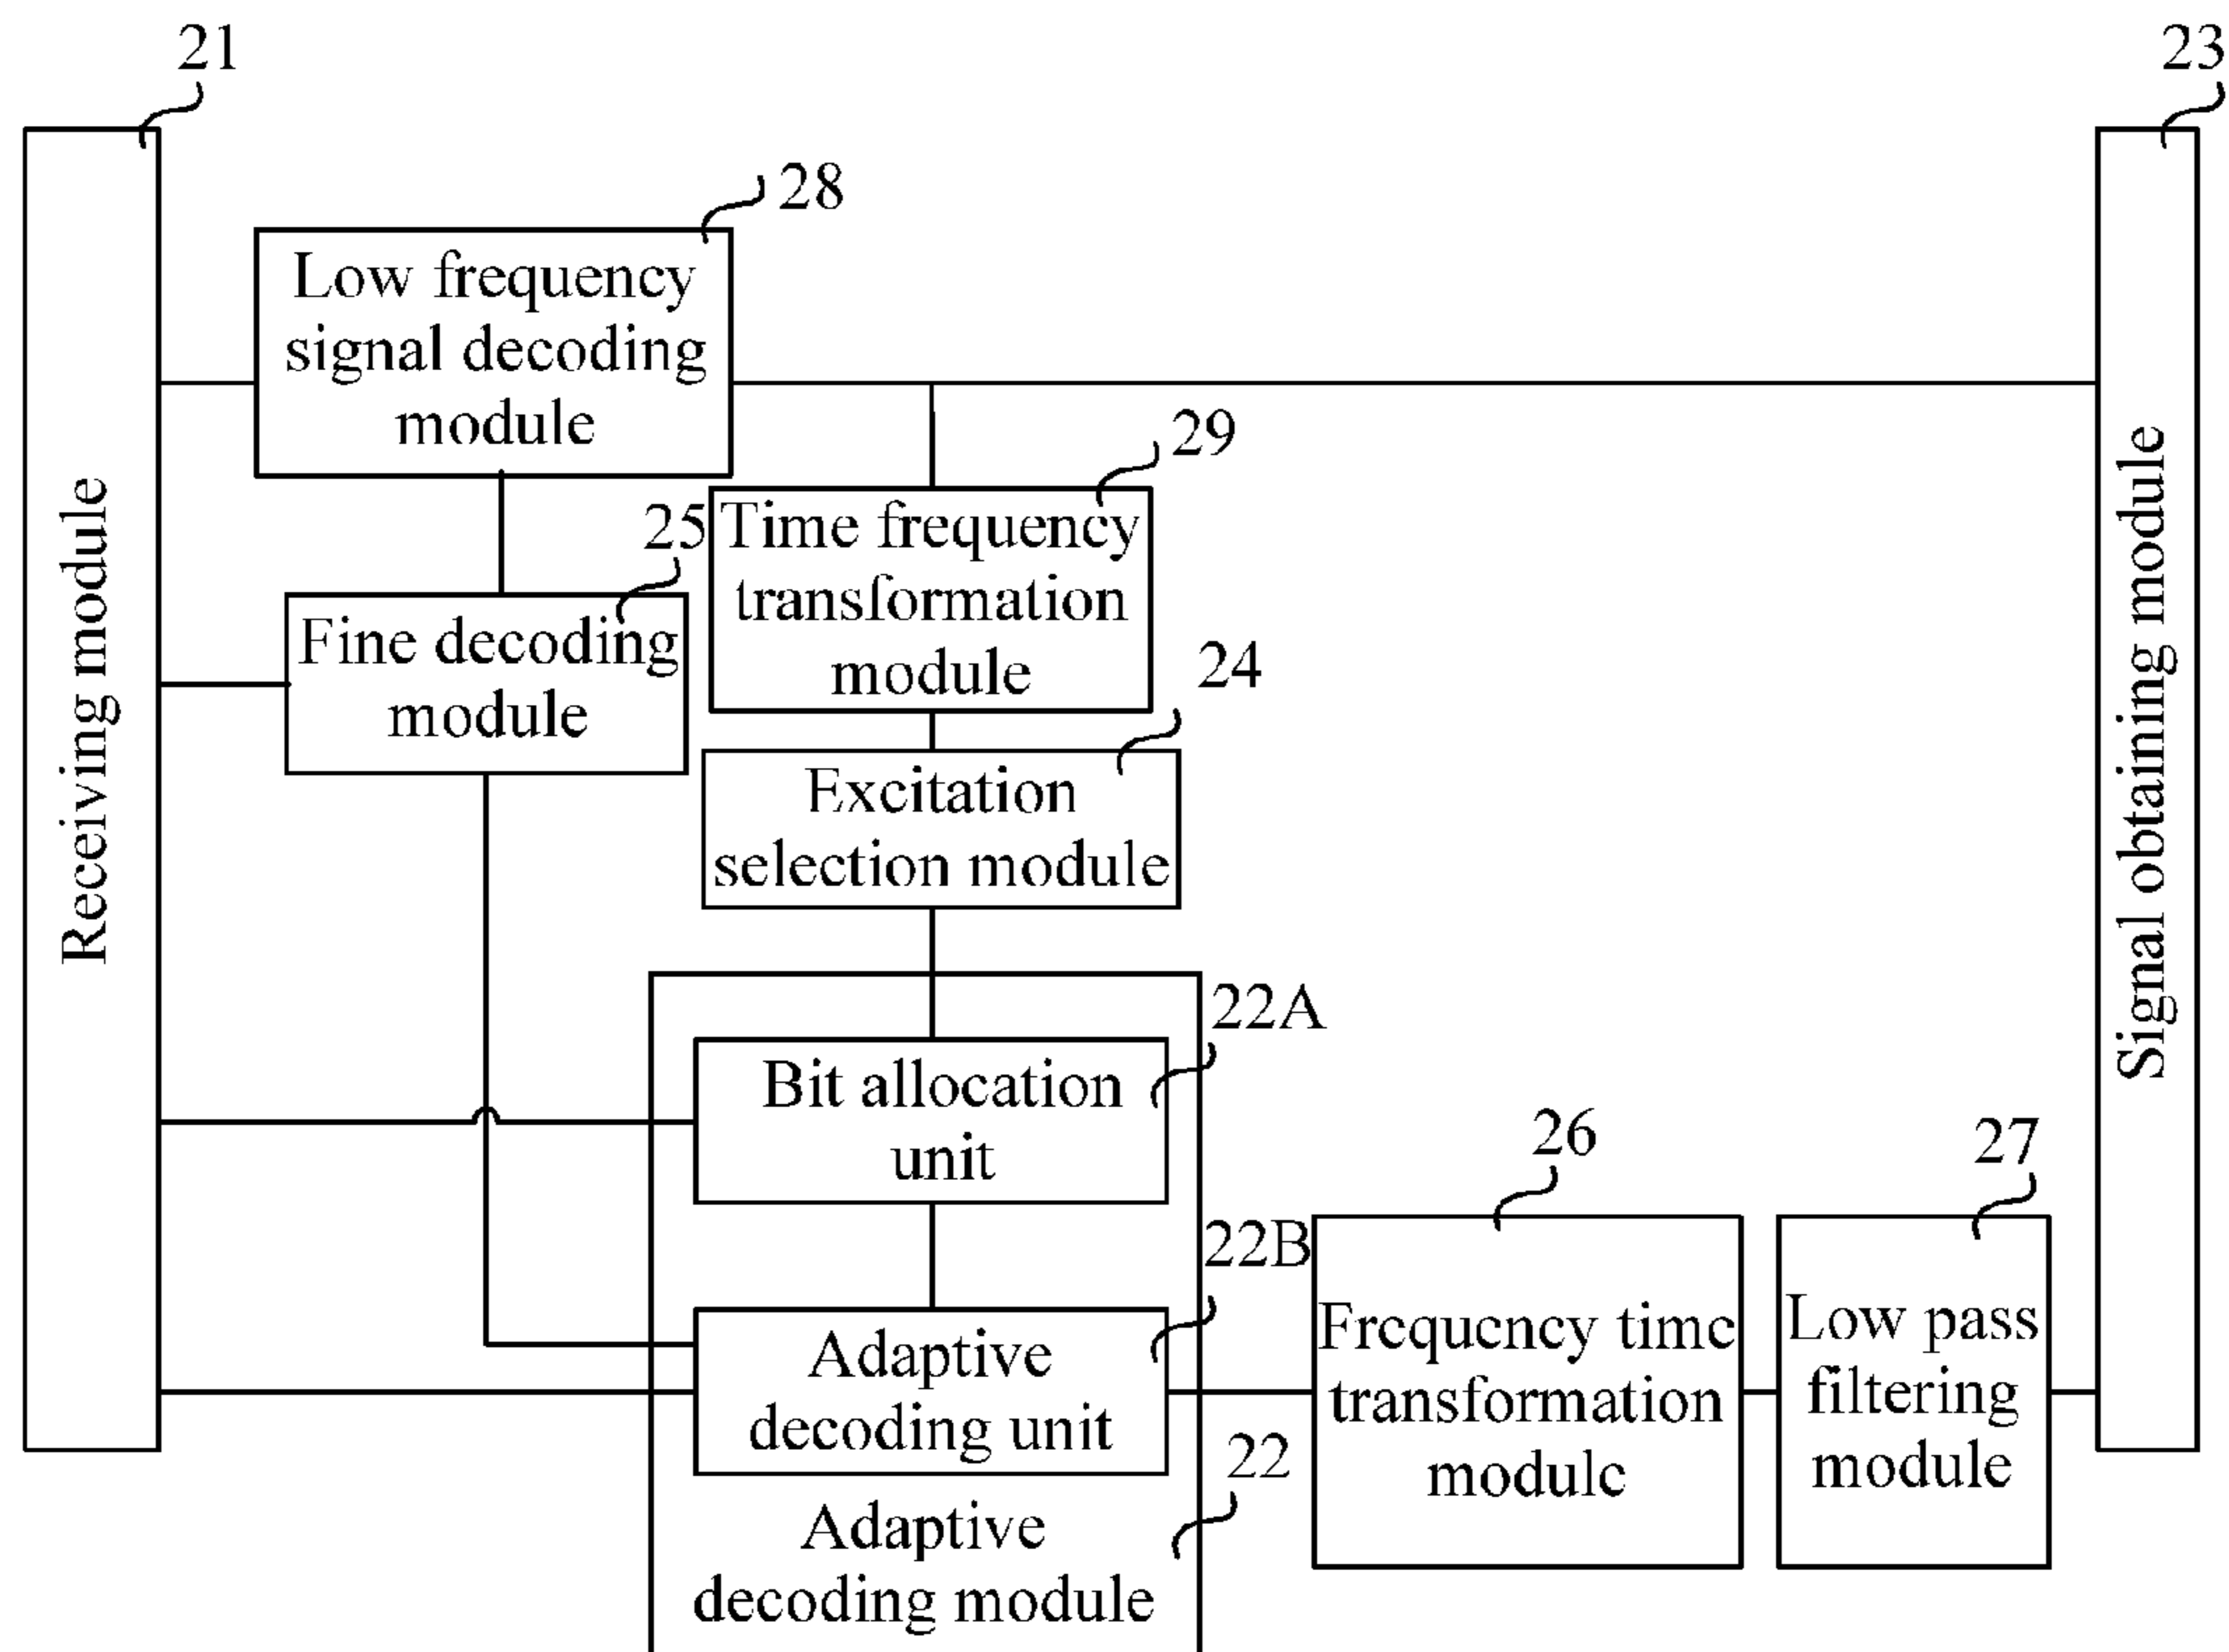 21
23
28
Low frequency
signal decoding
module
29
25
Time frequency
transformation
module
Fine decoding
module
24
Excitation
selection module
Receiving module
Signal obtaining module
22A
Bit allocation
unit
26
27
22B
Adaptive
decoding unit
Frequency time
transformation
module
Low pass
filtering
module
22
Adaptive
decoding module